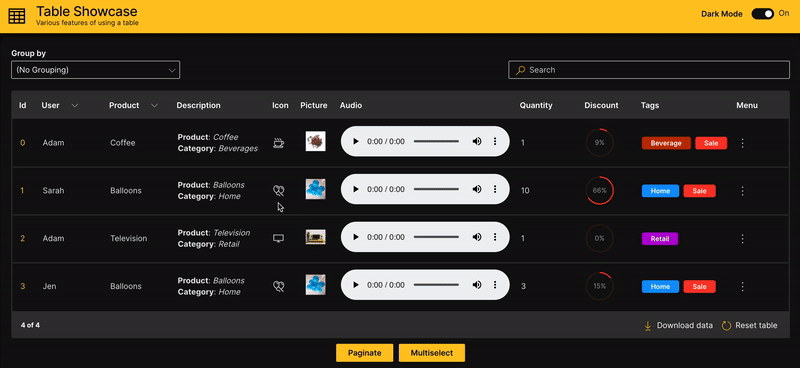 Table Showcase
Various features of using a table
Dark Mode On
Group by
(No Grouping)
Search
Id User Product Description Icon Picture Audio Quantity Discount Tags Menu
0 Adam Coffee Product: Coffee Category: Beverages 0:00 / 0:00 1 9% Beverage Sale
1 Sarah Balloons Product: Balloons Category: Home 0:00 / 0:00 10 66% Home Sale
2 Adam Television Product: Television Category: Retail 0:00 / 0:00 1 0% Retail
3 Jen Balloons Product: Balloons Category: Home 0:00 / 0:00 3 15% Home Sale
4 of 4 Download data Reset table
Paginate Multiselect